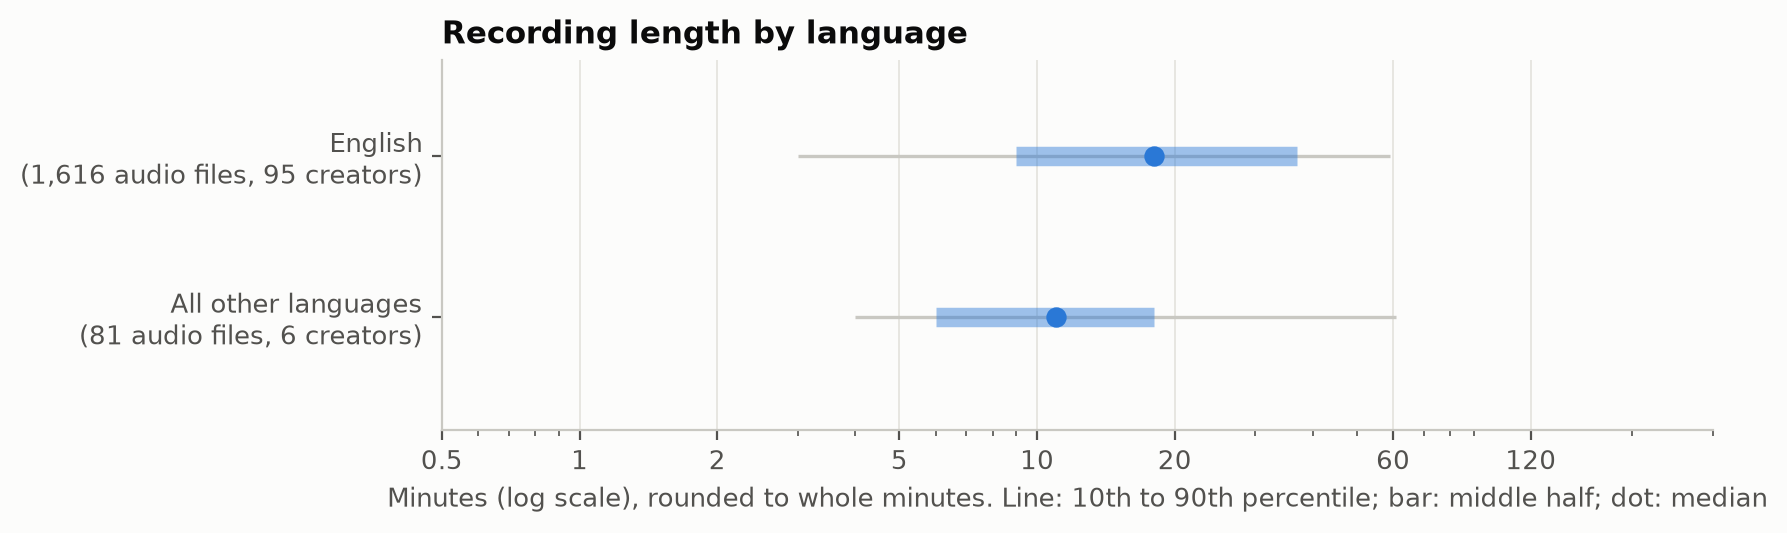 Recording length by language
English
(1,616 audio files, 95 creators)
All other languages
(81 audio files, 6 creators)
0.5 1 2 5 10 20 60 120
Minutes (log scale), rounded to whole minutes. Line: 10th to 90th percentile; bar: middle half; dot: median